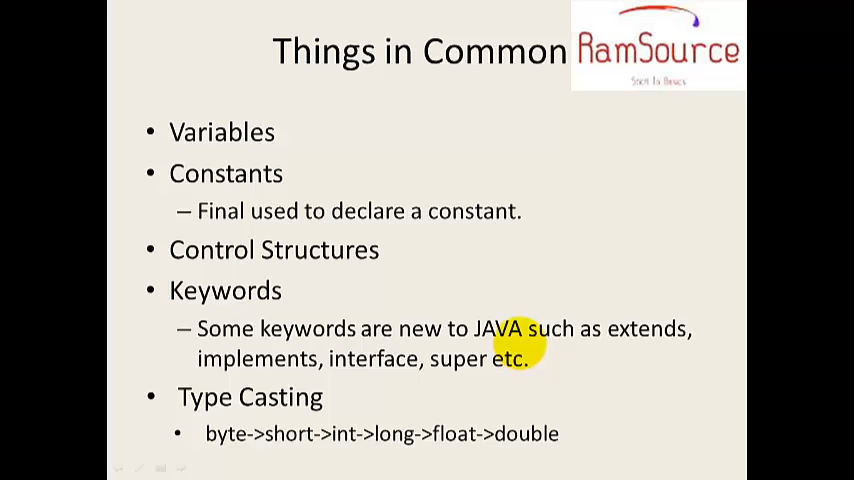 Things in Common
RamSource
• Variables
• Constants
– Final used to declare a constant.
• Control Structures
• Keywords
– Some keywords are new to JAVA such as extends,
implements, interface, super etc.
• Type Casting
• byte->short->int->long->float->double